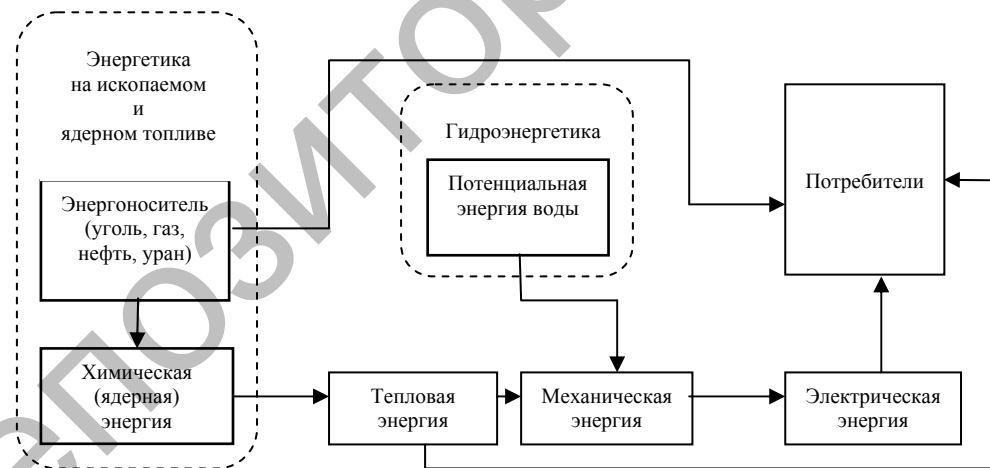 Энергетика
на ископаемом
и
ядерном топливе
Энергоноситель
(уголь, газ,
нефть, уран)
Химическая
(ядерная)
энергия
Гидроэнергетика
Потенциальная
энергия воды
Тепловая
энергия
Механическая
энергия
Электрическая
энергия
Потребители